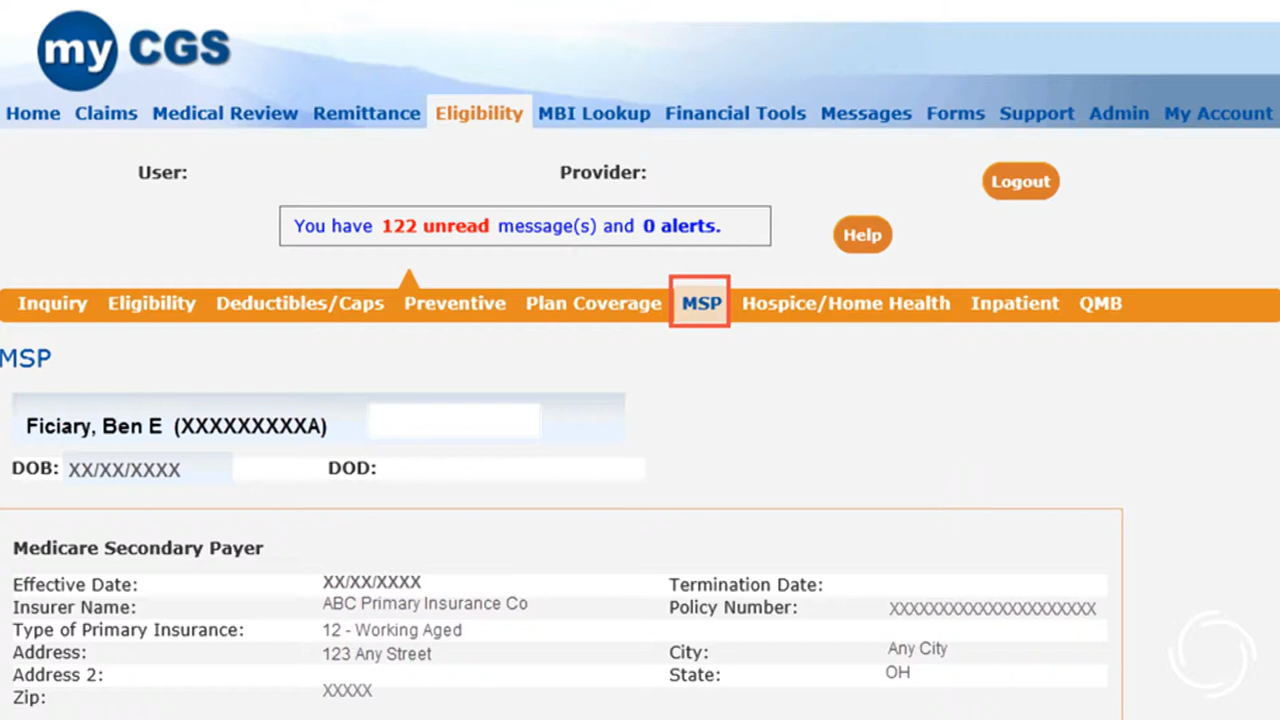 my CGS
Home Claims Medical Review Remittance Eligibility MBI Lookup Financial Tools Messages Forms Support Admin My Account
User: Provider: Logout
You have 122 unread message(s) and 0 alerts. Help
Inquiry Eligibility Deductibles/Caps Preventive Plan Coverage MSP Hospice/Home Health Inpatient QMB
MSP
Ficiary, Ben E (XXXXXXXXXA)
DOB: XX/XX/XXXX DOD:
Medicare Secondary Payer
Effective Date: XX/XX/XXXX Termination Date:
Insurer Name: ABC Primary Insurance Co Policy Number: XXXXXXXXXXXXXXXXXXXXX
Type of Primary Insurance: 12 - Working Aged
Address: 123 Any Street City: Any City
Address 2: State: OH
Zip: XXXXX